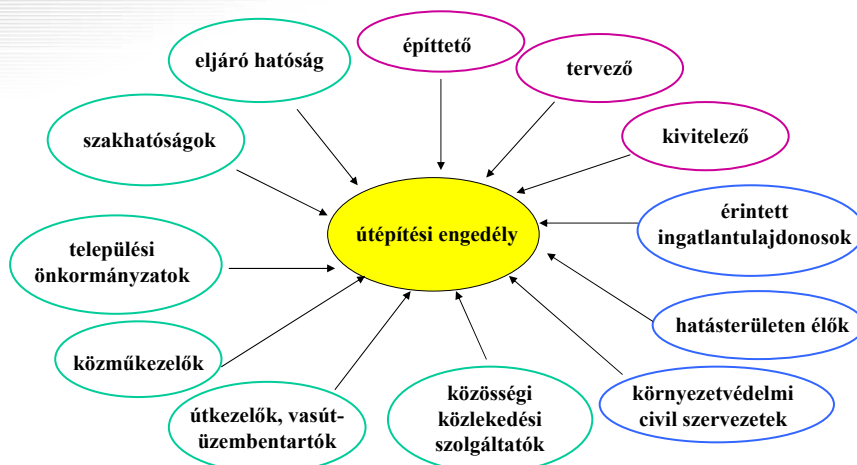 építtető
eljáró hatóság
tervező
szakhatóságok
kivitelező
érintett
ingatlantulajdonosok
útépítési engedély
települési
önkormányzatok
hatásterületen élők
közműkezelők
közösségi
közlekedési
szolgáltatók
környezetvédelmi
civil szervezetek
útkezelők, vasút-
üzembentartók